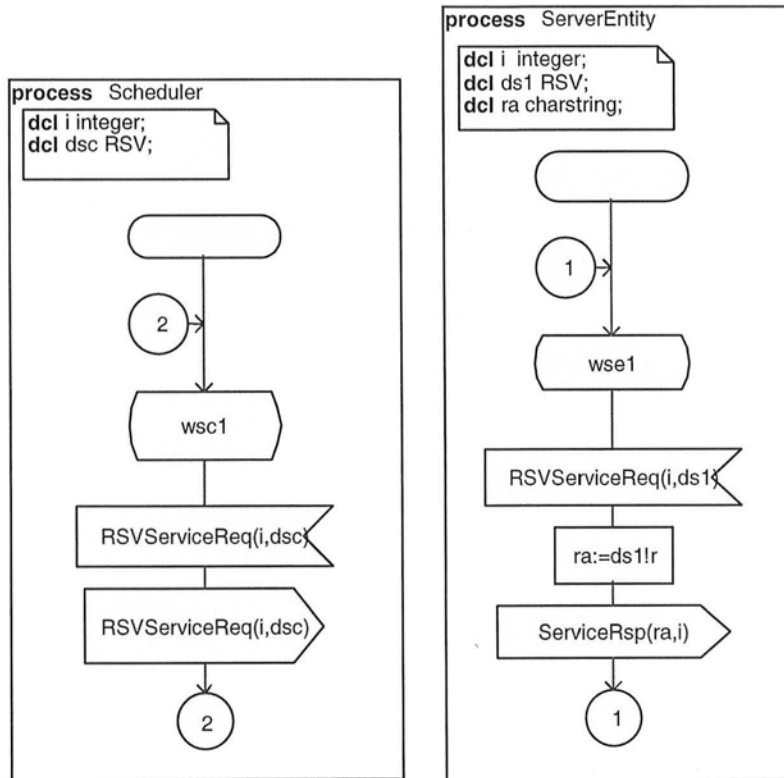 process Scheduler
dcl i integer;
dcl dsc RSV;
2
wsc1
RSVServiceReq(i,dsc)
RSVServiceReq(i,dsc)
2
process ServerEntity
dcl i integer;
dcl ds1 RSV;
dcl ra charstring;
1
wse1
RSVServiceReq(i,ds1)
ra:=ds1!r
ServiceRsp(ra,i)
1